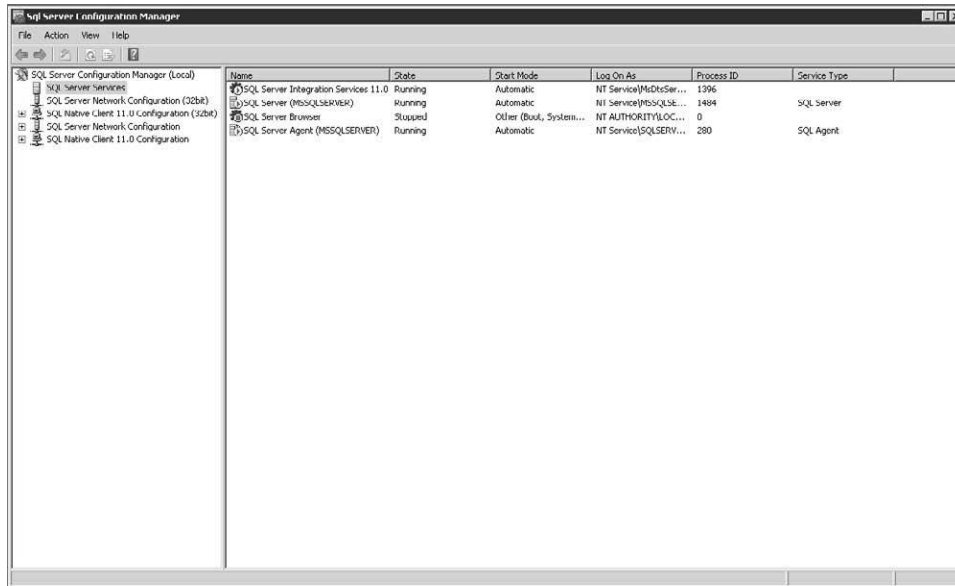 Sql Server Configuration Manager
File Action View Help
SQL Server Configuration Manager (Local)
SQL Server Services
SQL Server Network Configuration (32bit)
SQL Native Client 11.0 Configuration (32bit)
SQL Server Network Configuration
SQL Native Client 11.0 Configuration
Name State Start Mode Log On As Process ID Service Type
SQL Server Integration Services 11.0 Running Automatic NT Service\MsDtsSer... 1396
SQL Server (MSSQLSERVER) Running Automatic NT Service\MSSQLSE... 1484 SQL Server
SQL Server Browser Stopped Other (Boot, System... NT AUTHORITY\LOC... 0
SQL Server Agent (MSSQLSERVER) Running Automatic NT Service\SQLSERV... 280 SQL Agent